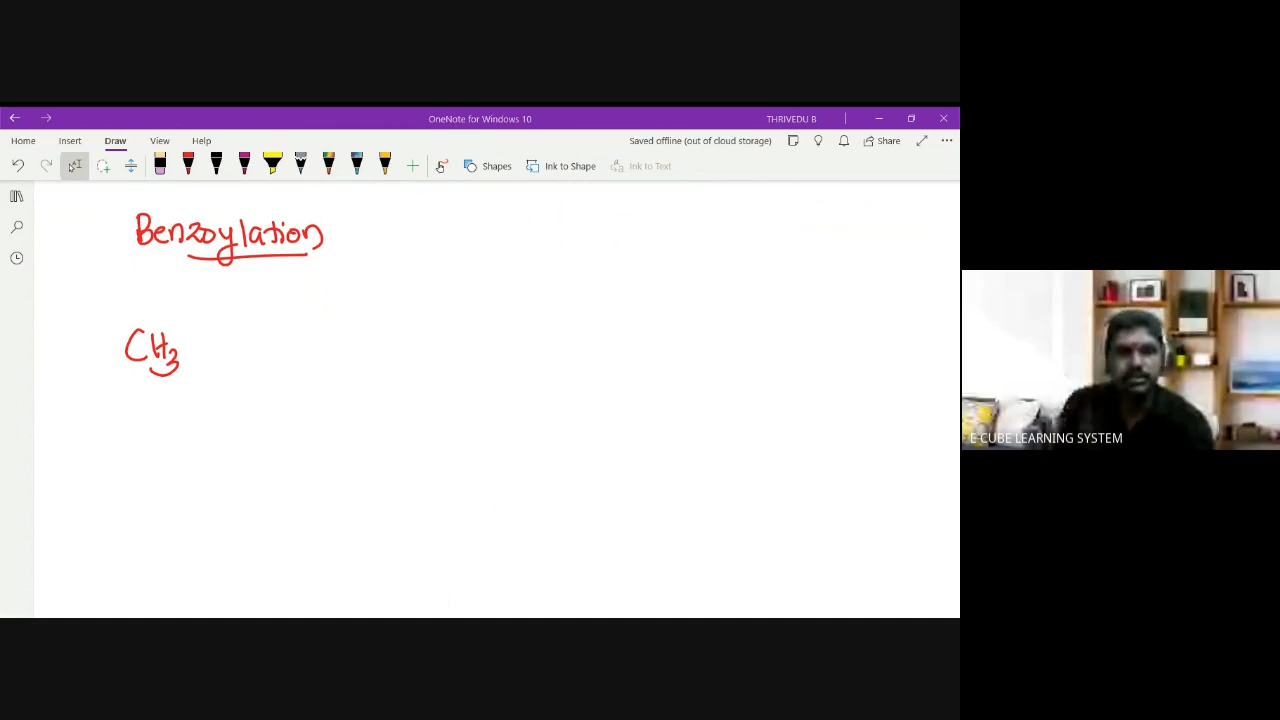 OneNote for Windows 10
THRIVEDU B
Home Insert Draw View Help
Saved offline (out of cloud storage)
Share
Shapes
Ink to Shape
Ink to Text
Benzoylation
CH3
E CUBE LEARNING SYSTEM